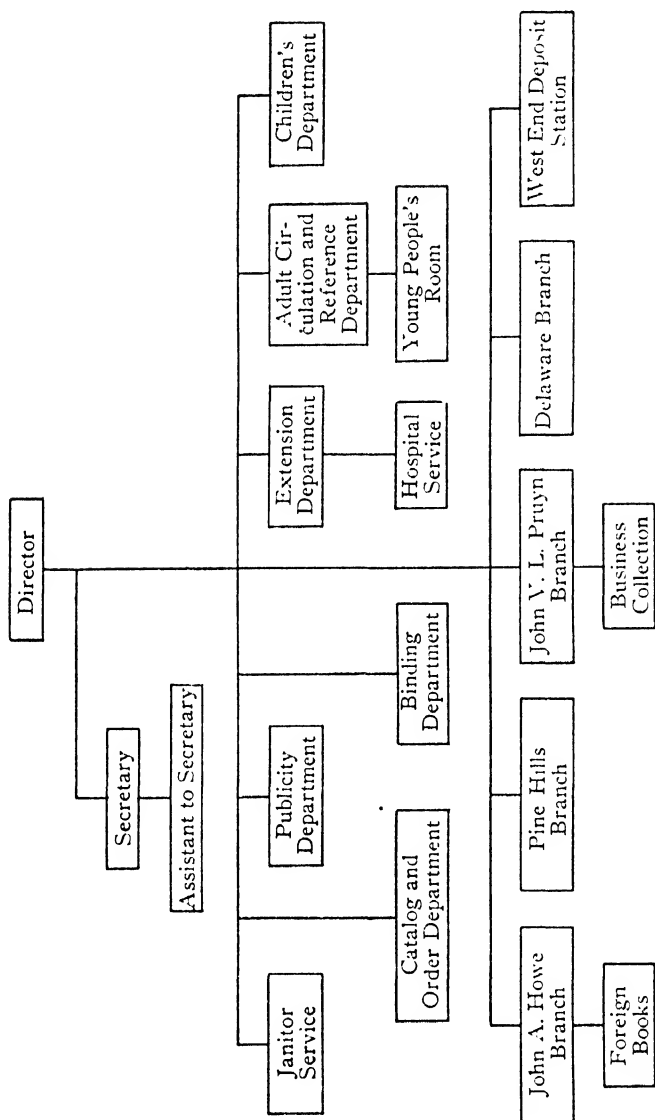 Director
Secretary
Assistant to Secretary
Janitor
Service
Publicity
Department
Extension
Department
Adult Cir-
culation and
Reference
Department
Children's
Department
Catalog and
Order Department
Binding
Department
Hospital
Service
Young People's
Room
John A. Howe
Branch
Pine Hills
Branch
John V. L. Pruyn
Branch
Delaware Branch
West End Deposit
Station
Foreign
Books
Business
Collection